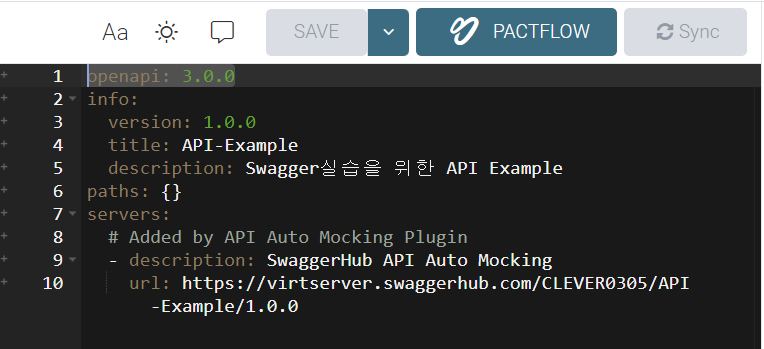 Aa SAVE PACTFLOW Sync
1 openapi: 3.0.0
2 info:
3 version: 1.0.0
4 title: API-Example
5 description: Swagger실습을 위한 API Example
6 paths: {}
7 servers:
8 # Added by API Auto Mocking Plugin
9 - description: SwaggerHub API Auto Mocking
10 url: https://virtserver.swaggerhub.com/CLEVER0305/API
-Example/1.0.0